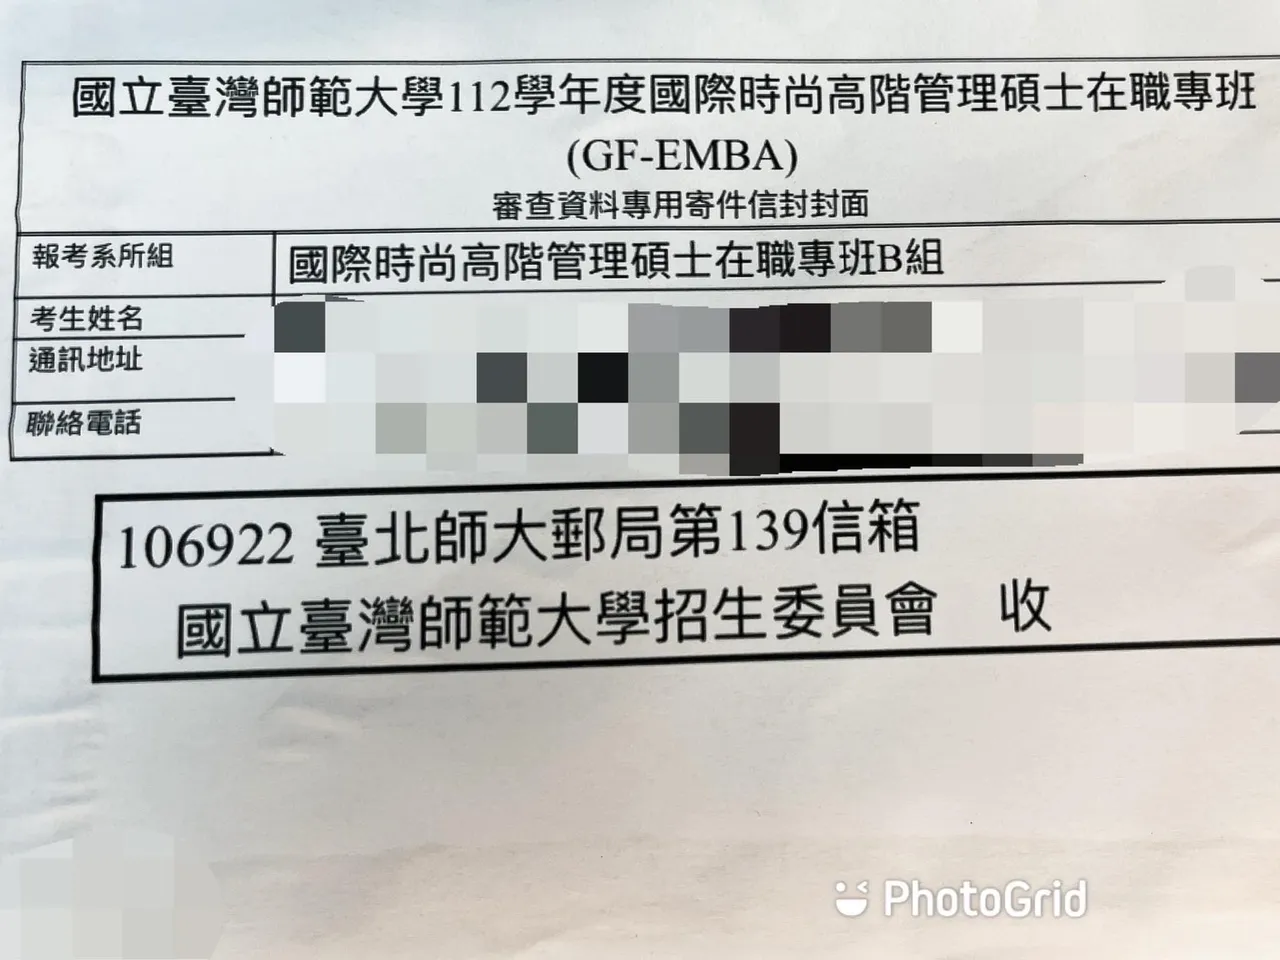 國立臺灣師範大學112學年度國際時尚高階管理碩士在職專班
(GF-EMBA)
審查資料專用寄件信封封面
報考系所組 國際時尚高階管理碩士在職專班B組
考生姓名
通訊地址
聯絡電話
106922 臺北師大郵局第139信箱
國立臺灣師範大學招生委員會 收
PhotoGrid